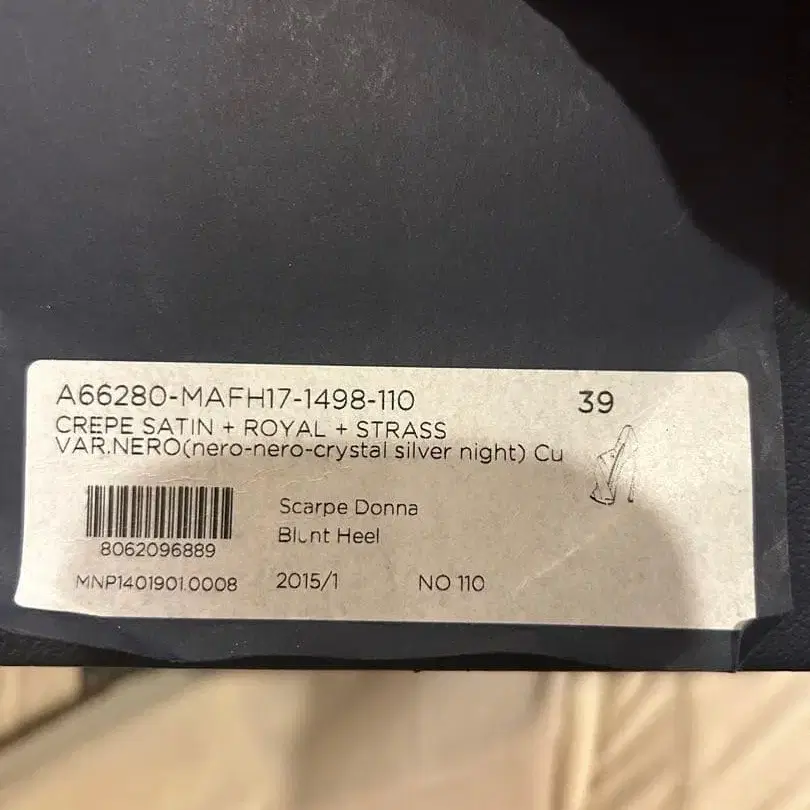 A66280-MAFH17-1498-110 39
CREPE SATIN + ROYAL + STRASS
VAR.NERO(nero-nero-crystal silver night) Cu
Scarpe Donna
8062096889 Blunt Heel
MNP1401901.0008 2015/1 NO 110